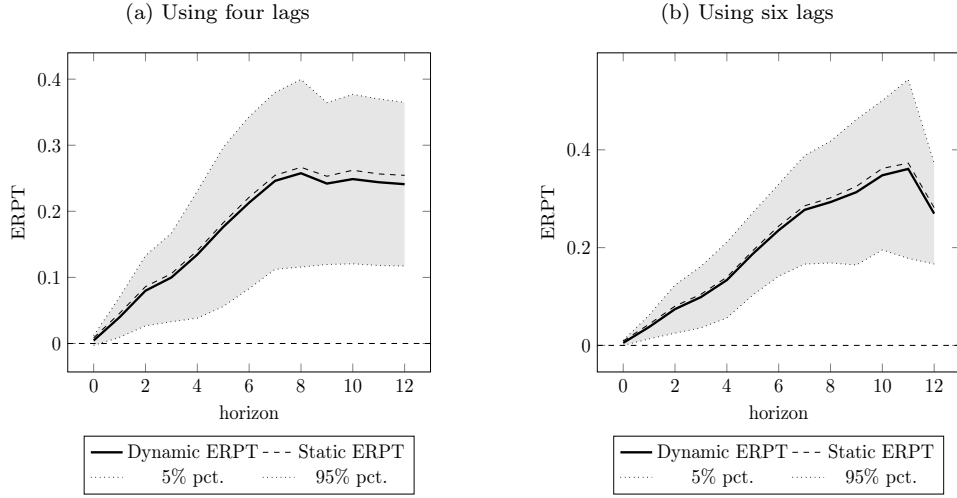 (a) Using four lags
0.4
0.3
0.2
0.1
0
ERPT
0 2 4 6 8 10 12
horizon
Dynamic ERPT Static ERPT
5% pct. 95% pct.
(b) Using six lags
0.4
0.2
0
ERPT
0 2 4 6 8 10 12
horizon
Dynamic ERPT Static ERPT
5% pct. 95% pct.